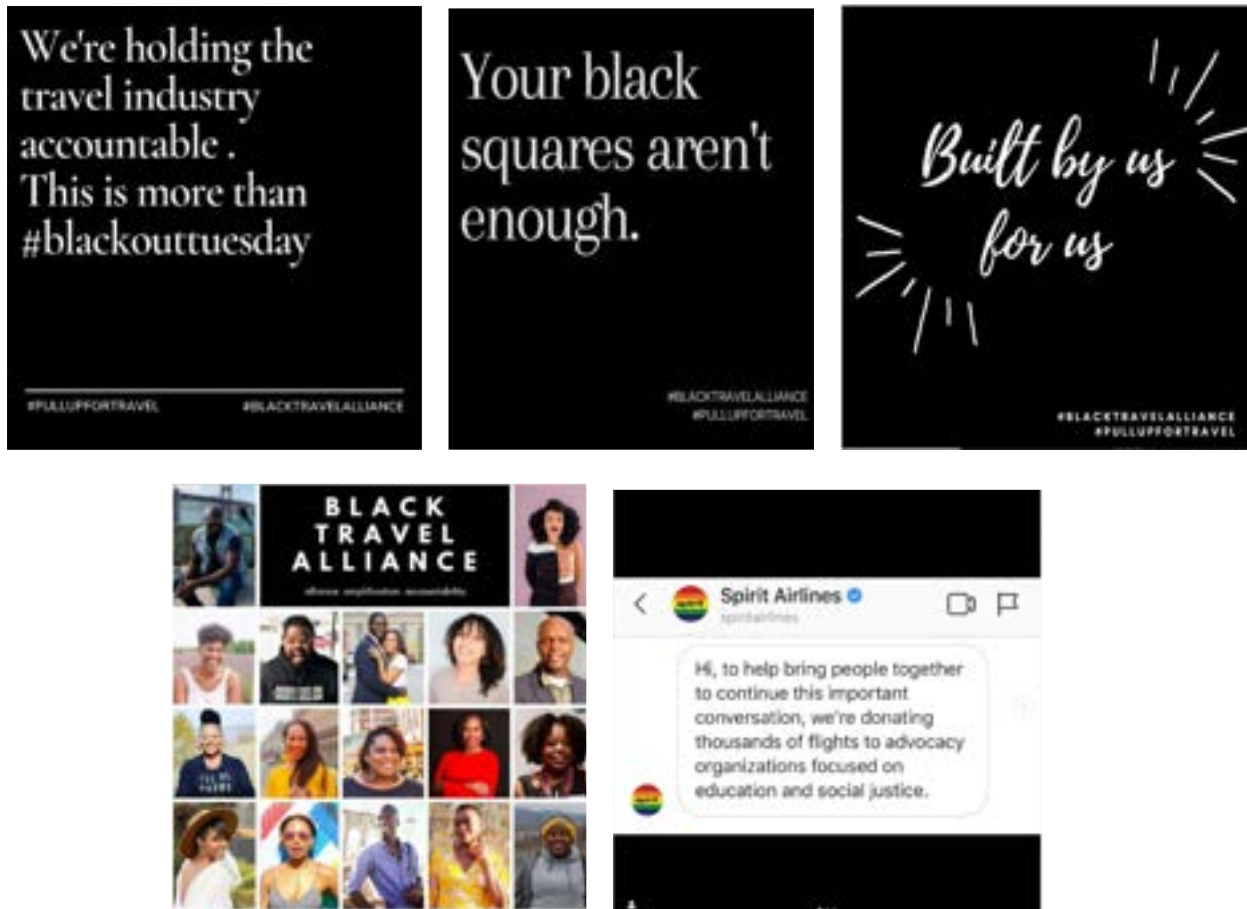 We're holding the
travel industry
accountable .
This is more than
#blackouttuesday
#PULLUPFORTRAVEL #BLACKTRAVELALLIANCE
Your black
squares aren't
enough.
#BLACKTRAVELALLIANCE
#PULLUPFORTRAVEL
Built by us
for us
#BLACKTRAVELALLIANCE
#PULLUPFORTRAVEL
BLACK
TRAVEL
ALLIANCE
alliance. amplification. accountability.
Spirit Airlines
spiritairlines
Hi, to help bring people together
to continue this important
conversation, we're donating
thousands of flights to advocacy
organizations focused on
education and social justice.